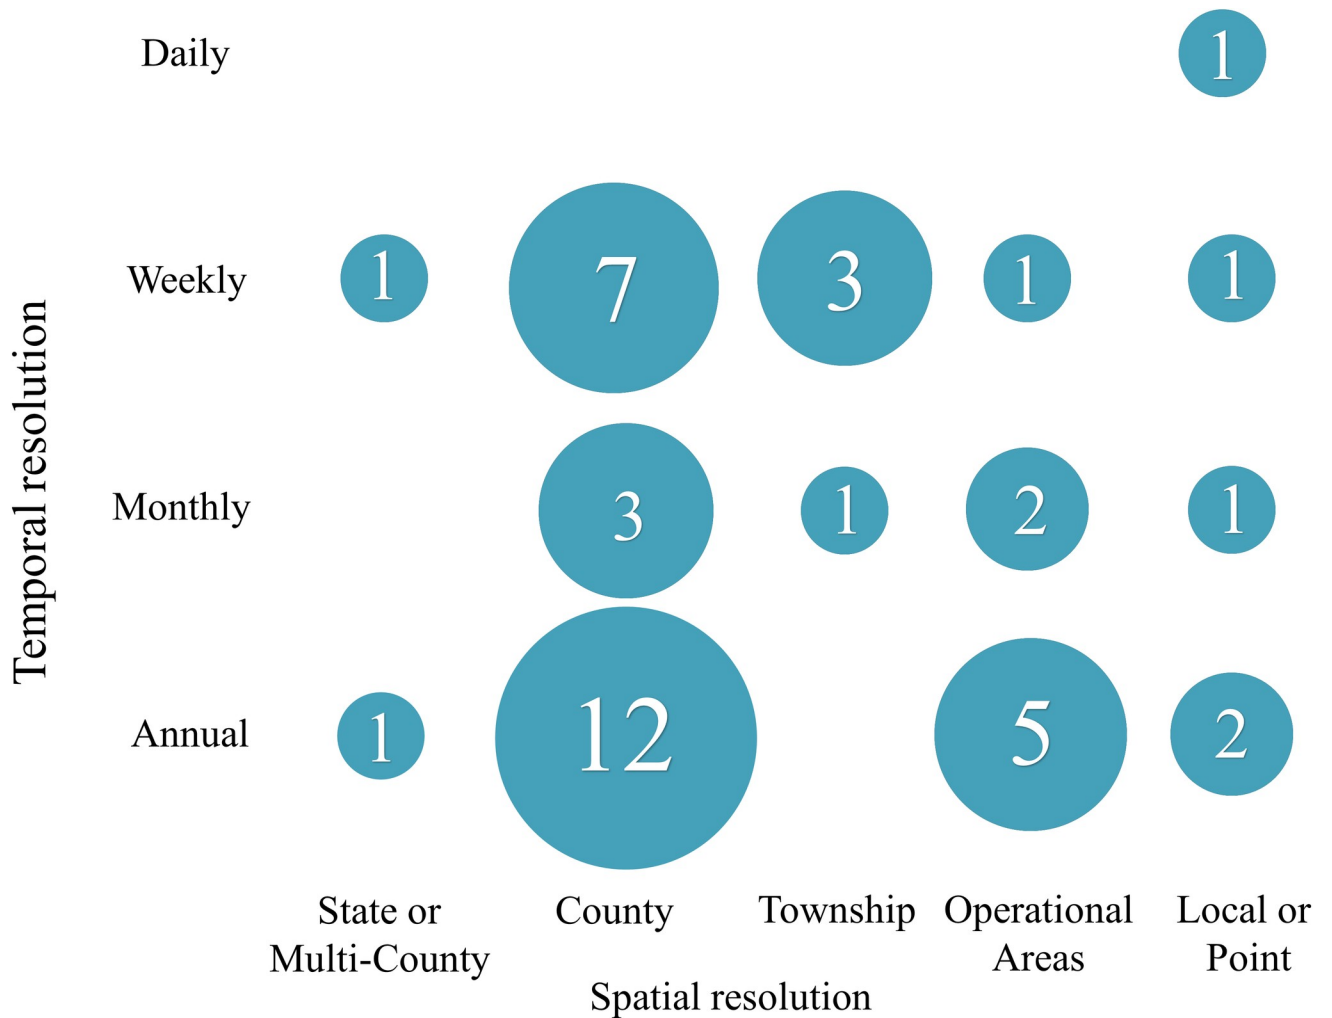 Daily
1
Weekly
1
7
3
1
1
Monthly
3
1
2
1
Annual
1
12
5
2
Temporal resolution
State or
Multi-County
County
Township
Operational
Areas
Local or
Point
Spatial resolution